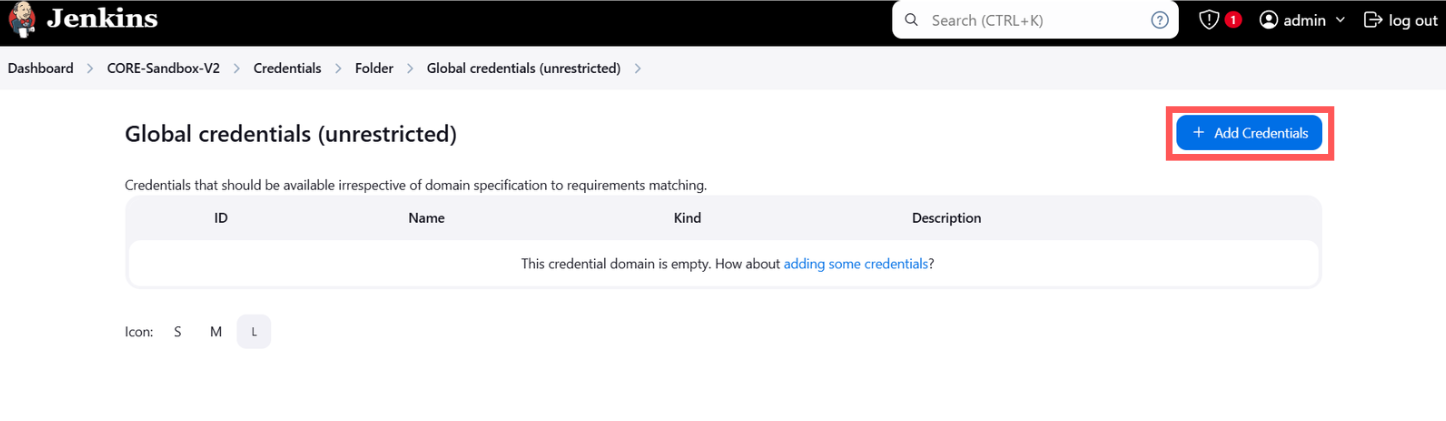 Jenkins
Search (CTRL+K) ? 1 admin log out
Dashboard > CORE-Sandbox-V2 > Credentials > Folder > Global credentials (unrestricted) >
Global credentials (unrestricted) + Add Credentials
Credentials that should be available irrespective of domain specification to requirements matching.
ID Name Kind Description
This credential domain is empty. How about adding some credentials?
Icon: S M L